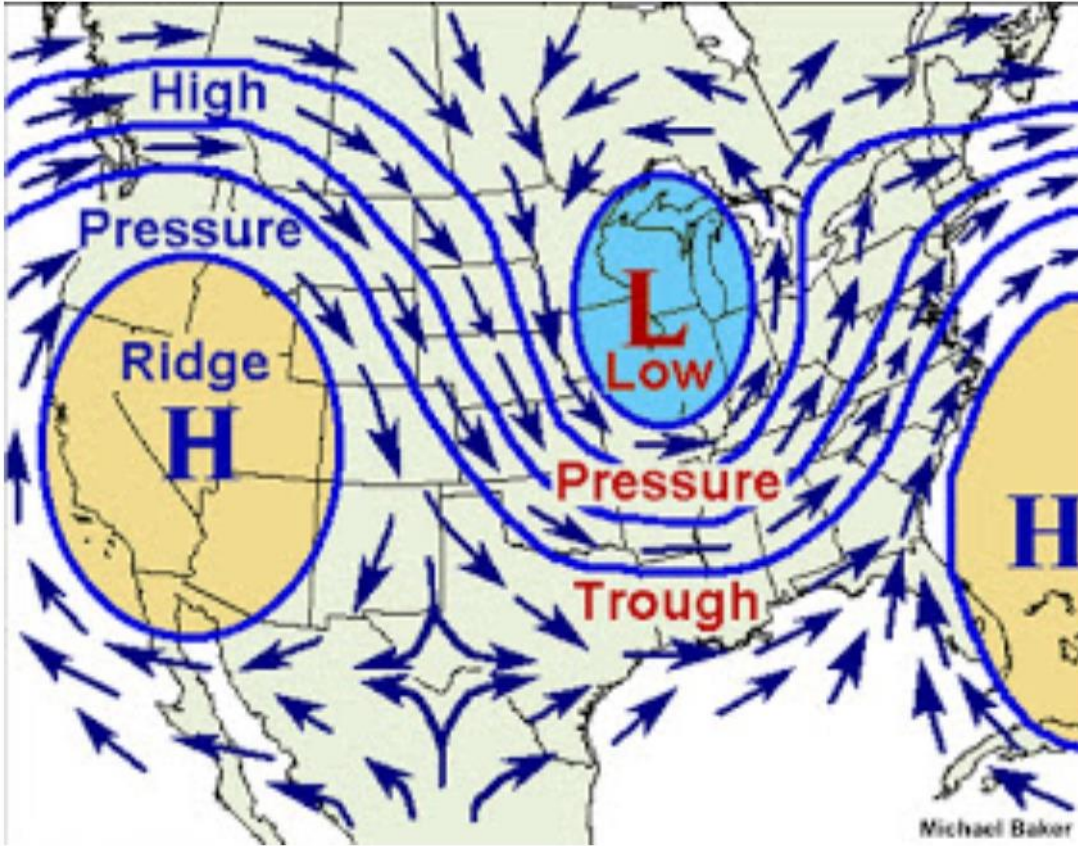 High
Pressure
Ridge
H
L
Low
Pressure
Trough
H
Michael Baker